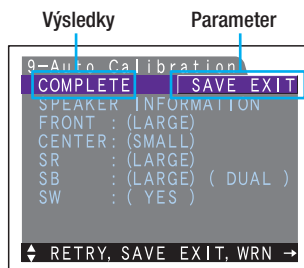 Výsledky Parameter
9-Auto Calibration
COMPLETE SAVE EXIT
SPEAKER INFORMATION
FRONT : (LARGE)
CENTER: (SMALL)
SR : (LARGE)
SB : (LARGE) ( DUAL )
SW : ( YES )
RETRY, SAVE EXIT, WRN →